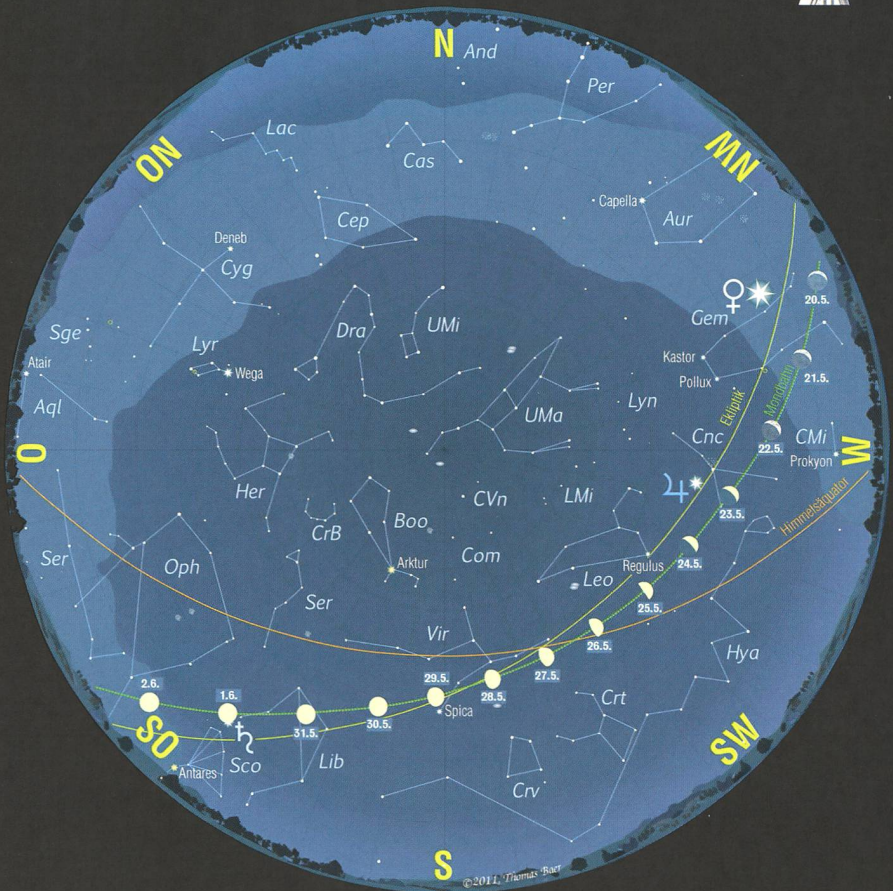 N
And
Per
Lac
Cas
NO
NW
Capella
Aur
Cep
Deneb
Cyg
♀
20.5.
Gem
Sge
Dra
UMi
Lyr
Kastor
Atair
Wega
21.5.
Pollux
Mondbahn
Ekliptik
Aql
UMa
Lyn
Cnc
CMi
22.5.
O
W
Prokyon
♃
Her
CVn
LMi
23.5.
Himmelsäquator
CrB
Boo
Ser
Oph
Arktur
Com
24.5.
Regulus
Leo
Ser
25.5.
Vir
26.5.
Hya
29.5.
27.5.
2.6.
1.6.
28.5.
Spica
Crt
30.5.
31.5.
SO
♄
SW
Antares
Sco
Lib
Crv
S
©2011, Thomas Baer